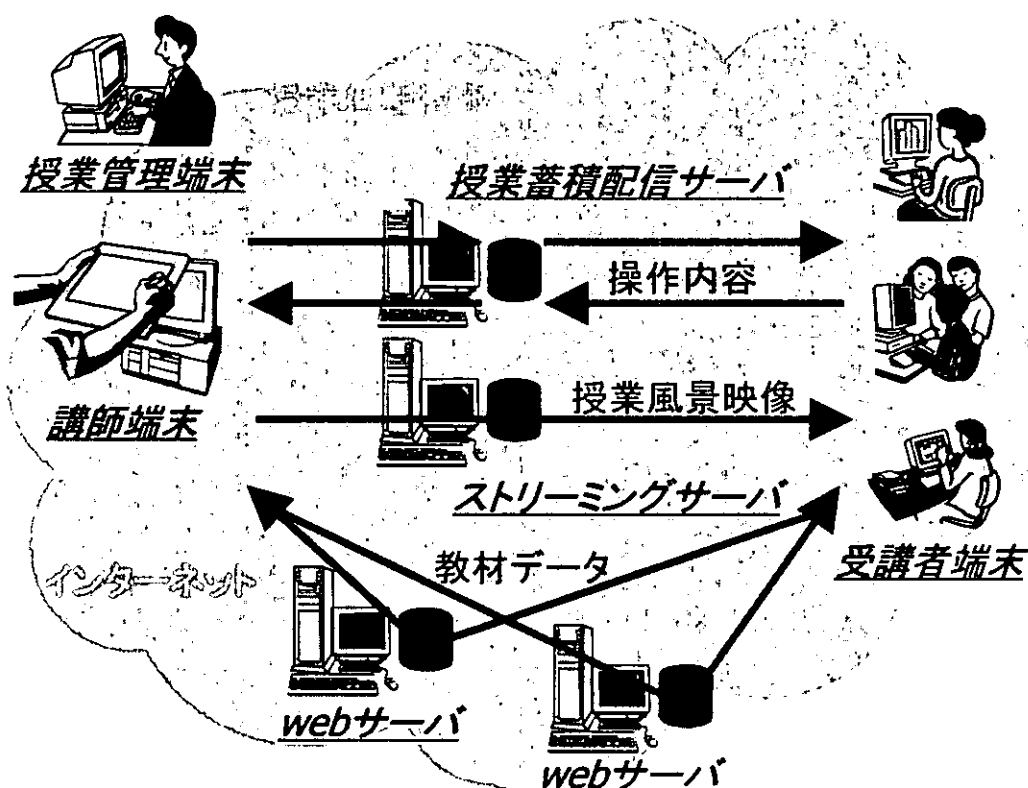 授業管理端末
授業蓄積配信サーバ
操作内容
講師端末
授業風景映像
ストリーミングサーバ
受講者端末
教材データ
インターネット
webサーバ
webサーバ